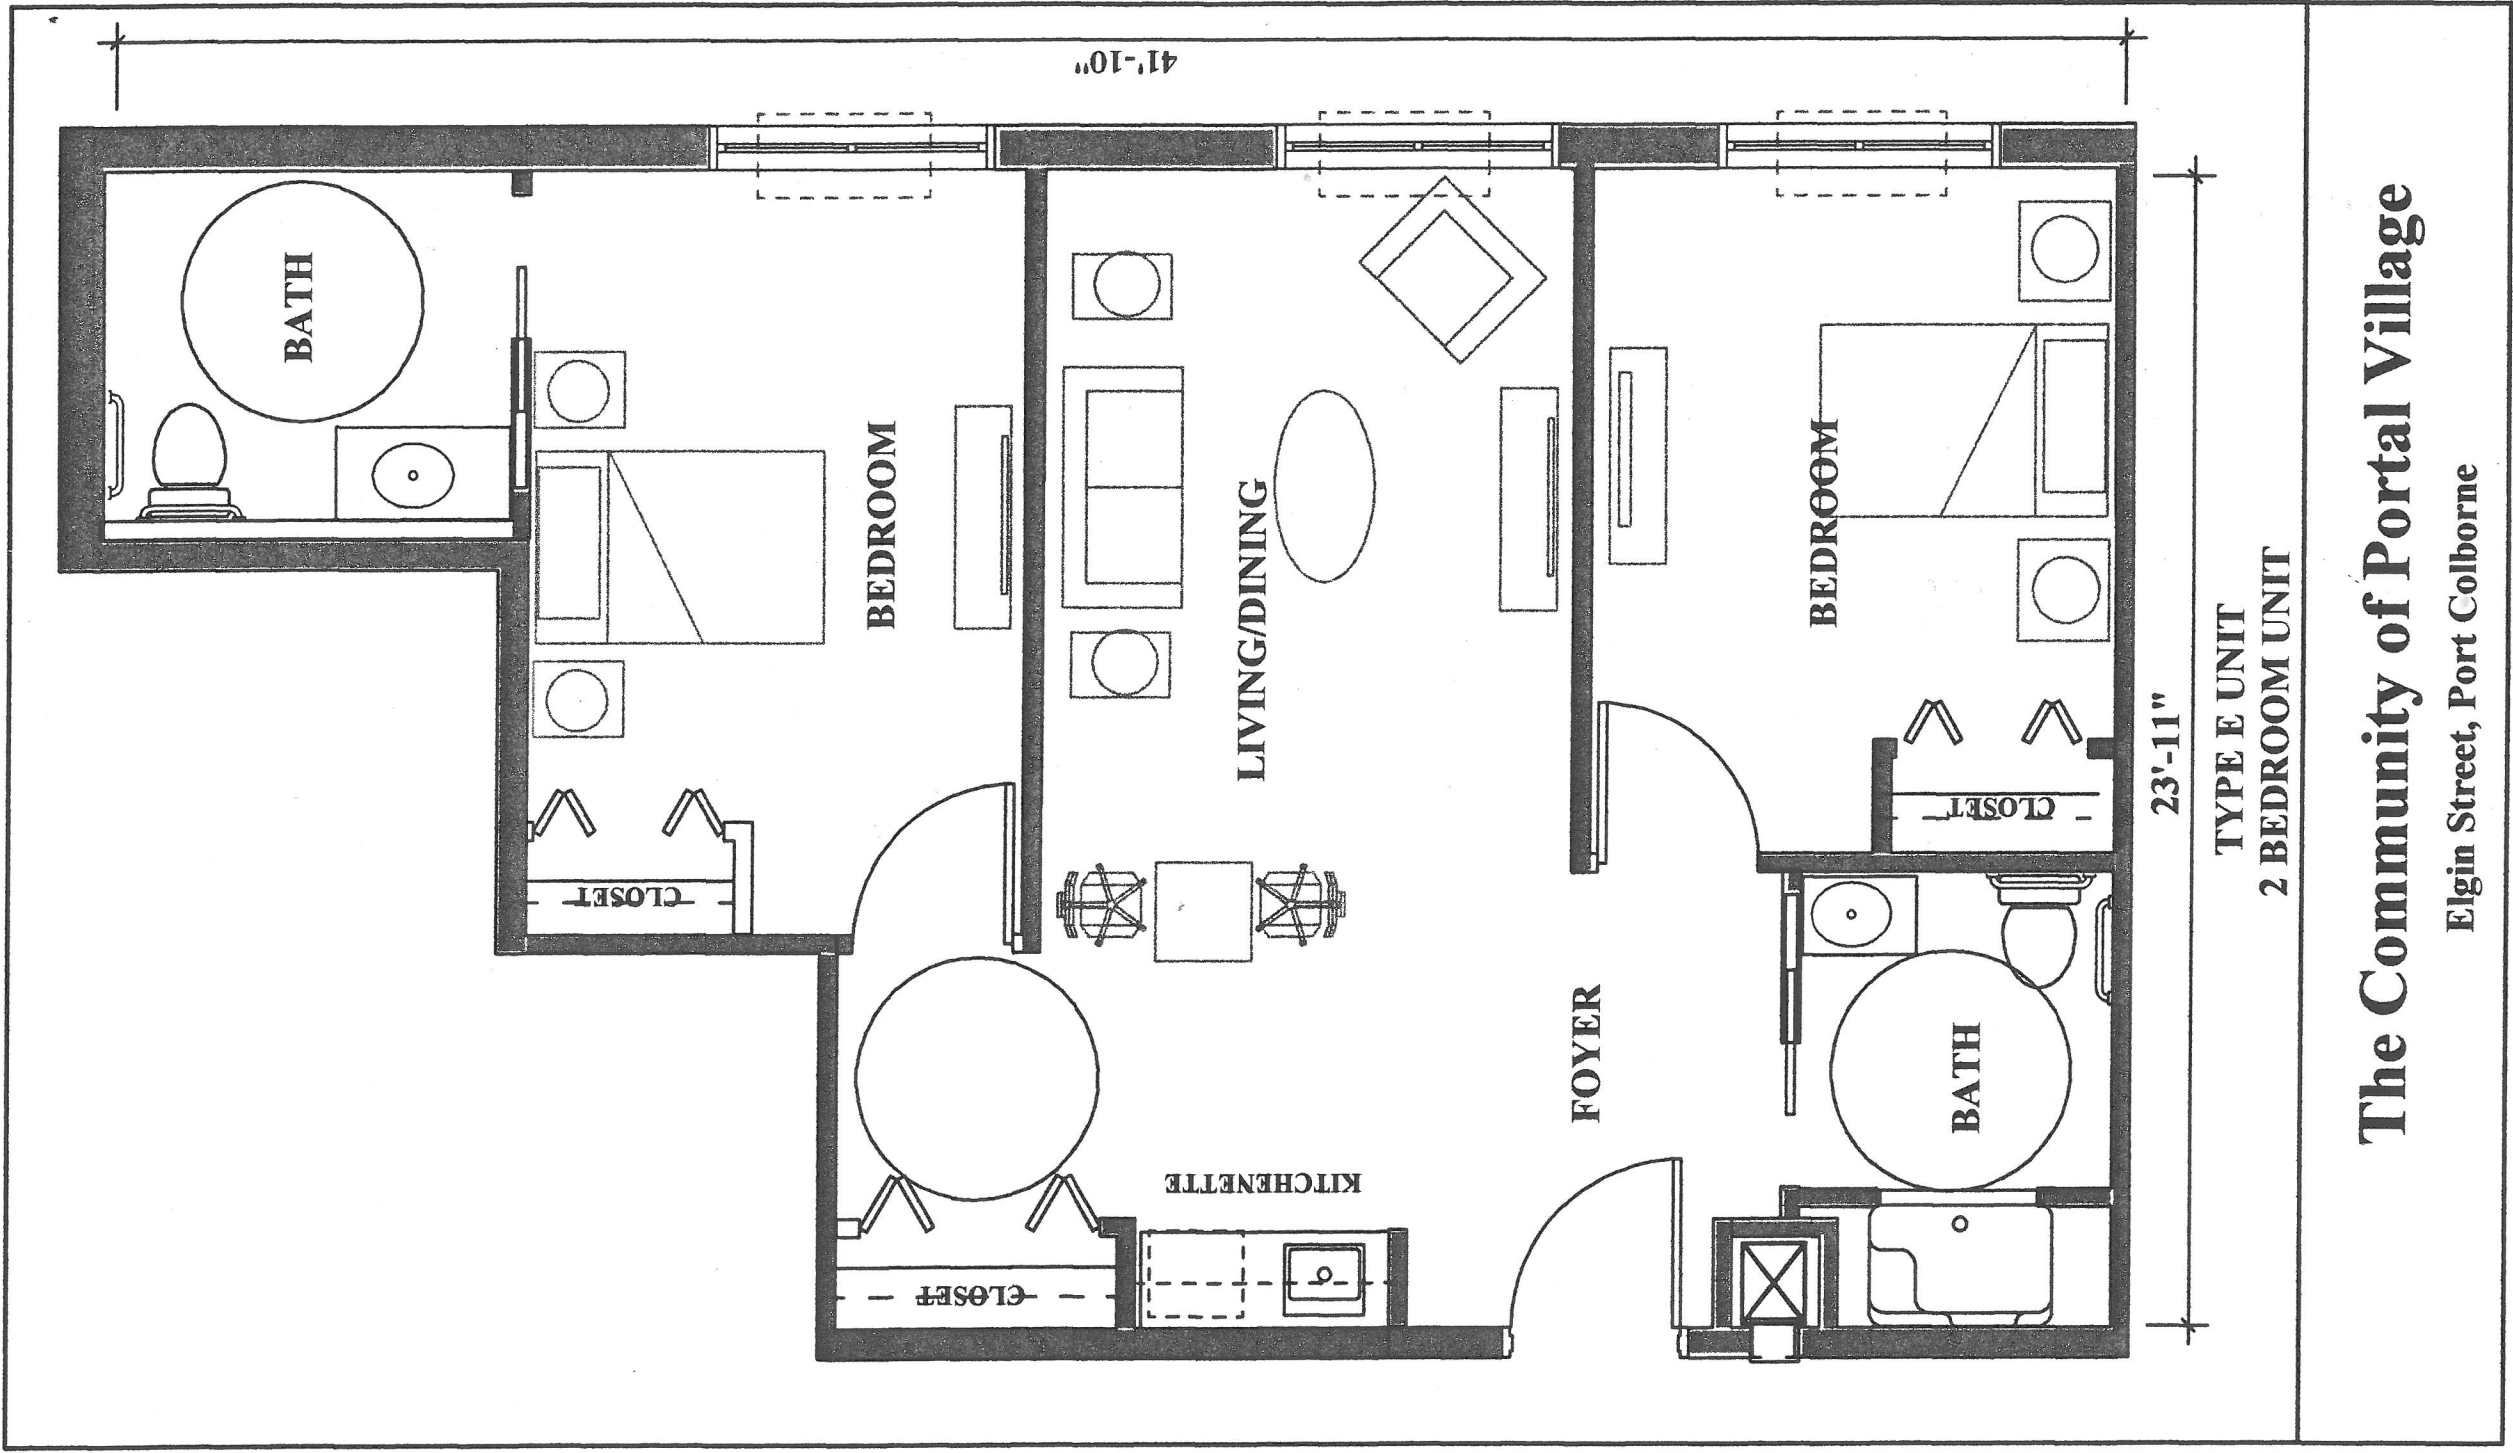 41'-10"
BATH
BEDROOM
LIVING/DINING
BEDROOM
CLOSET
CLOSET
FOYER
BATH
KITCHENETTE
CLOSET
23'-11"
TYPE E UNIT
2 BEDROOM UNIT
The Community of Portal Village
Elgin Street, Port Colborne